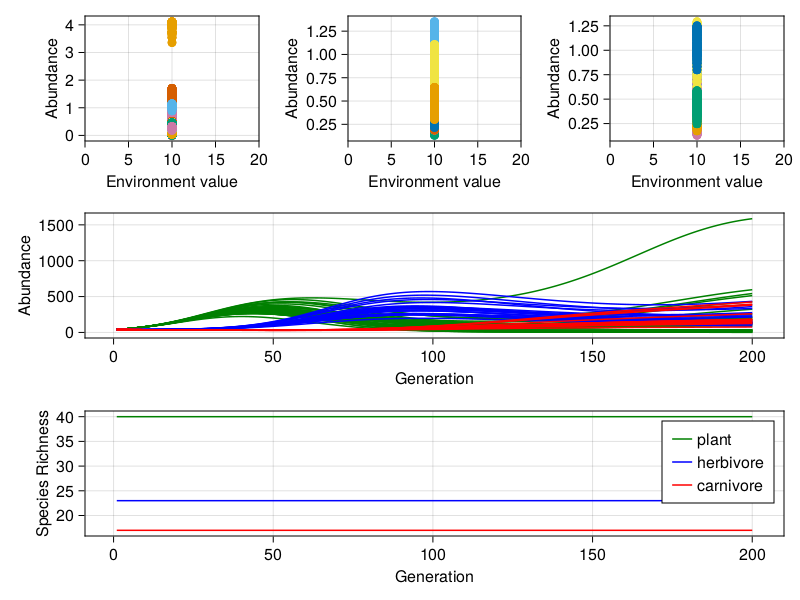 Abundance
4
3
2
1
0
0 5 10 15 20
Environment value
Abundance
1.25
1.00
0.75
0.50
0.25
0 5 10 15 20
Environment value
Abundance
1.25
1.00
0.75
0.50
0.25
0 5 10 15 20
Environment value
Abundance
1500
1000
500
0
0 50 100 150 200
Generation
Species Richness
40
35
30
25
20
plant
herbivore
carnivore
0 50 100 150 200
Generation